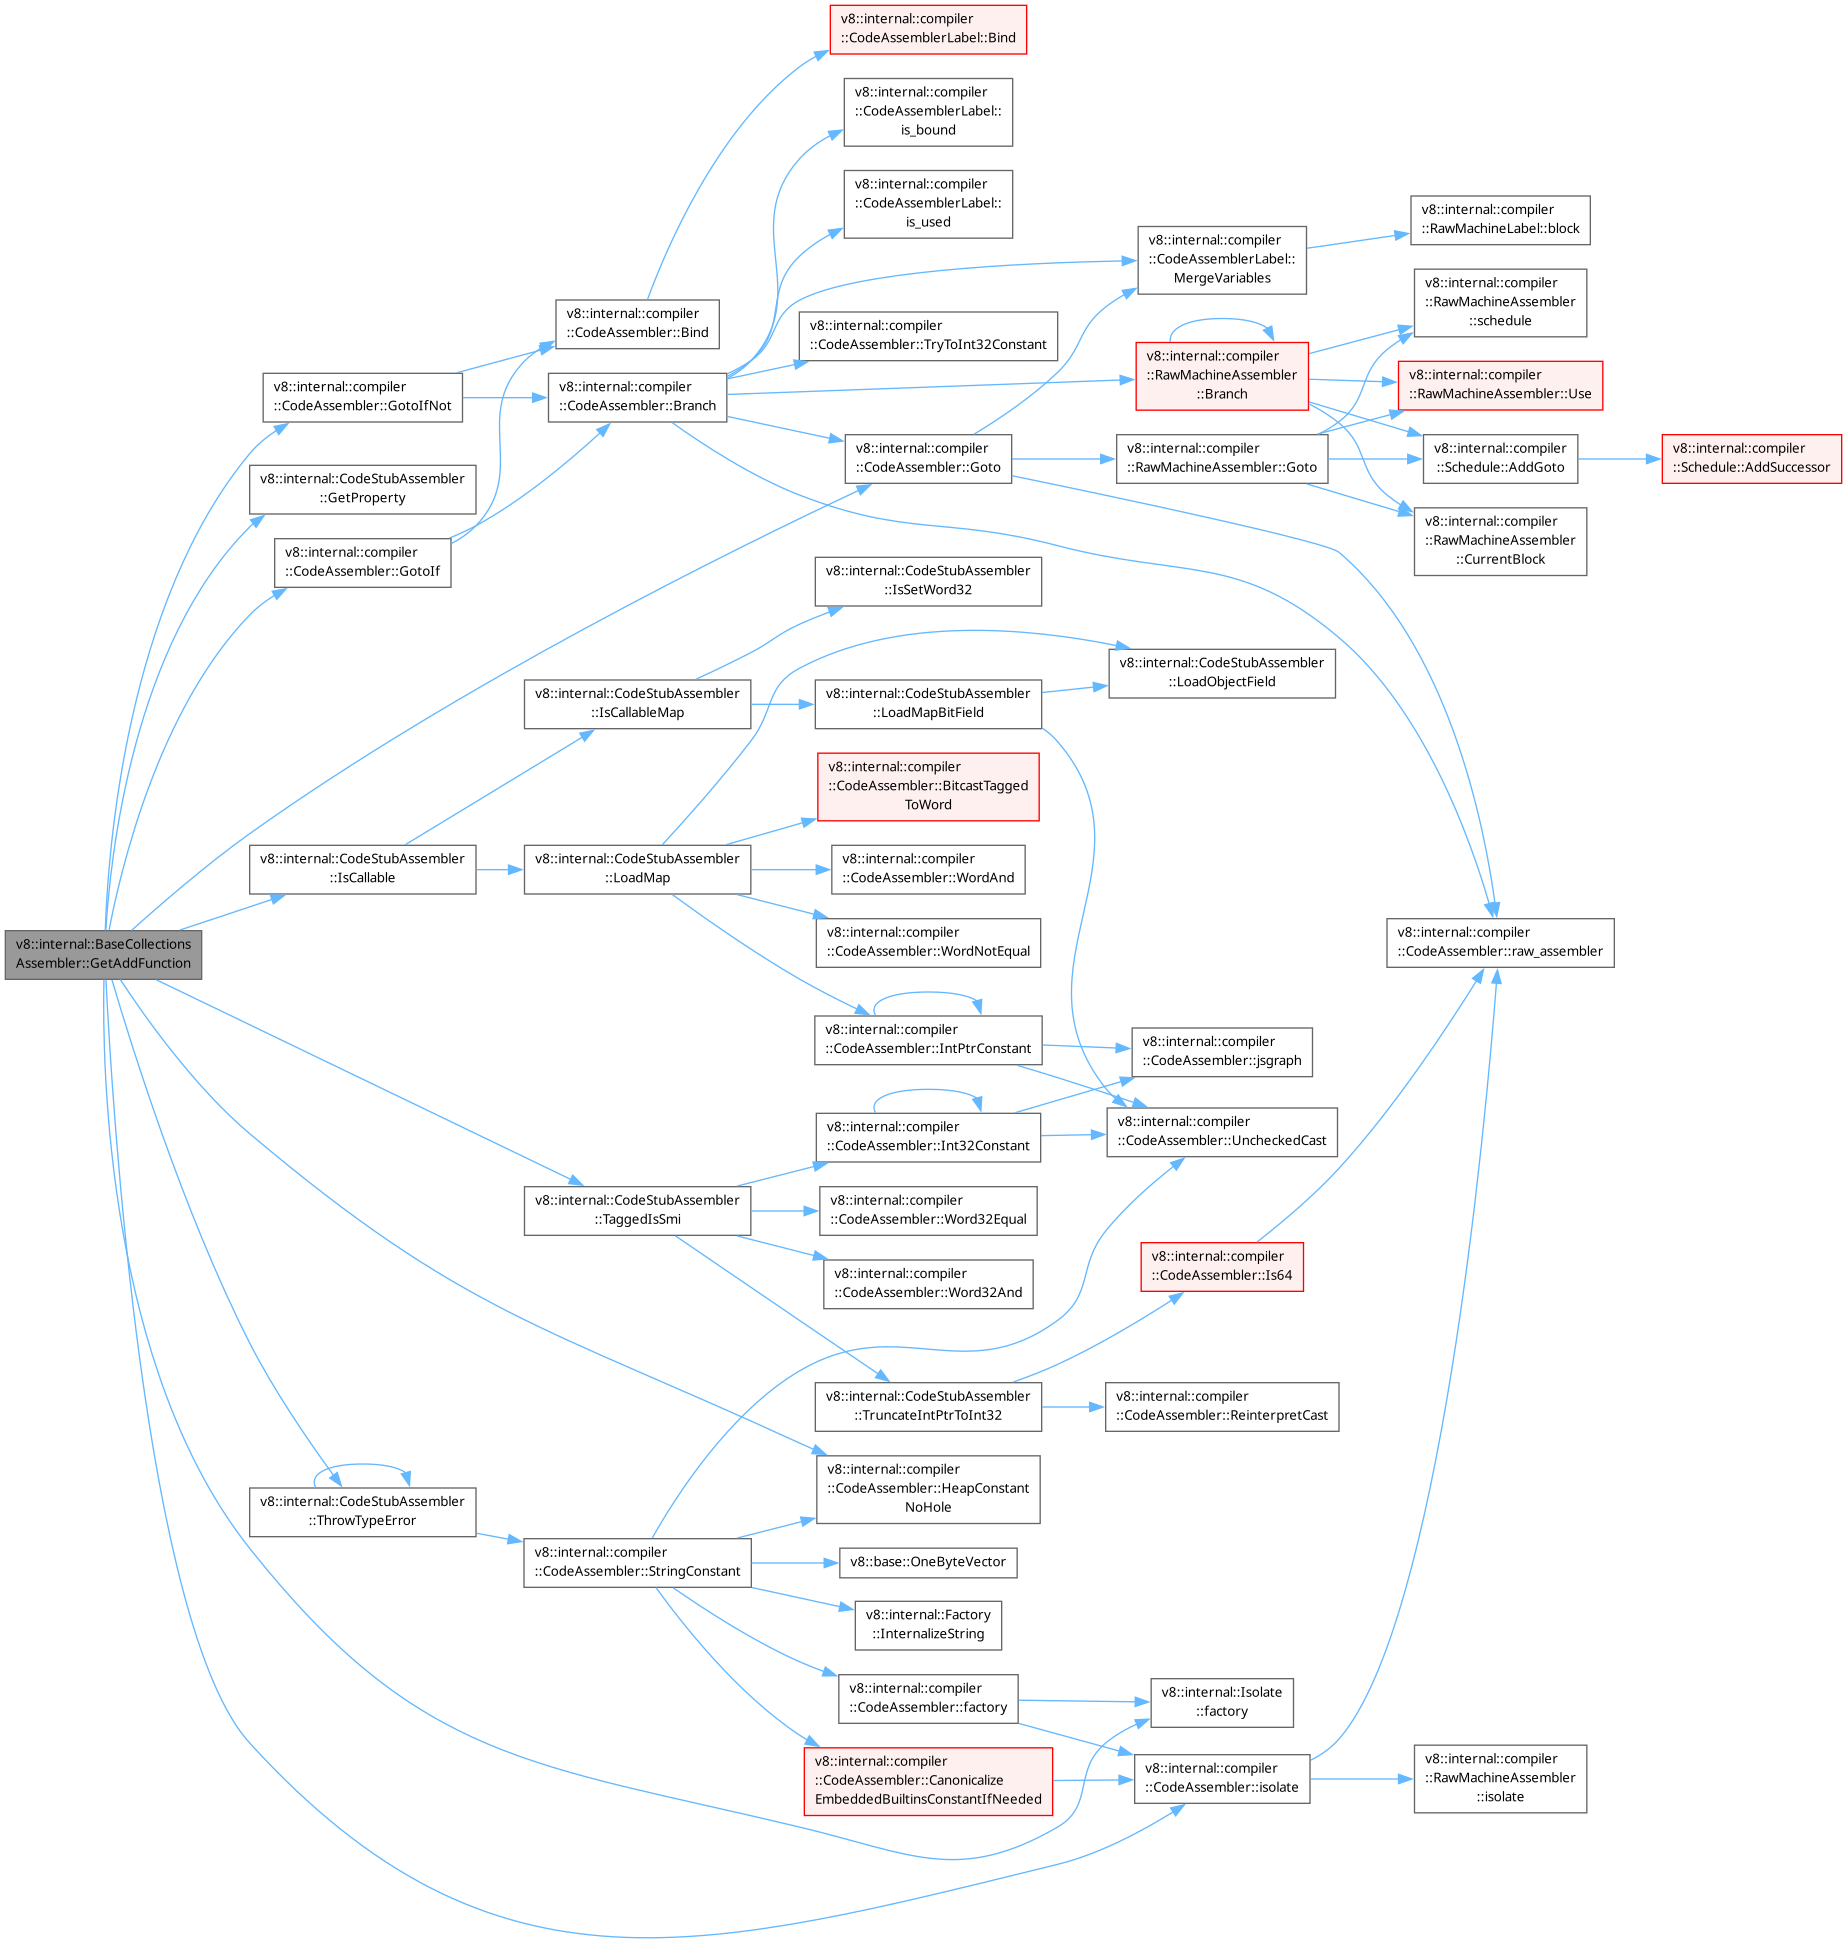 v8::internal::BaseCollections
Assembler::GetAddFunction
v8::internal::compiler
::CodeAssembler::GotoIfNot
v8::internal::CodeStubAssembler
::GetProperty
v8::internal::compiler
::CodeAssembler::GotoIf
v8::internal::CodeStubAssembler
::IsCallable
v8::internal::CodeStubAssembler
::ThrowTypeError
v8::internal::compiler
::CodeAssembler::Bind
v8::internal::compiler
::CodeAssembler::Branch
v8::internal::CodeStubAssembler
::IsCallableMap
v8::internal::CodeStubAssembler
::LoadMap
v8::internal::CodeStubAssembler
::TaggedIsSmi
v8::internal::compiler
::CodeAssembler::StringConstant
v8::internal::compiler
::CodeAssemblerLabel::Bind
v8::internal::compiler
::CodeAssemblerLabel::
is_bound
v8::internal::compiler
::CodeAssemblerLabel::
is_used
v8::internal::compiler
::CodeAssembler::TryToInt32Constant
v8::internal::compiler
::CodeAssembler::Goto
v8::internal::CodeStubAssembler
::IsSetWord32
v8::internal::CodeStubAssembler
::LoadMapBitField
v8::internal::compiler
::CodeAssembler::BitcastTagged
ToWord
v8::internal::compiler
::CodeAssembler::WordAnd
v8::internal::compiler
::CodeAssembler::WordNotEqual
v8::internal::compiler
::CodeAssembler::IntPtrConstant
v8::internal::compiler
::CodeAssembler::Int32Constant
v8::internal::compiler
::CodeAssembler::Word32Equal
v8::internal::compiler
::CodeAssembler::Word32And
v8::internal::CodeStubAssembler
::TruncateIntPtrToInt32
v8::internal::compiler
::CodeAssembler::HeapConstant
NoHole
v8::base::OneByteVector
v8::internal::Factory
::InternalizeString
v8::internal::compiler
::CodeAssembler::factory
v8::internal::compiler
::CodeAssembler::Canonicalize
EmbeddedBuiltinsConstantIfNeeded
v8::internal::compiler
::CodeAssemblerLabel::
MergeVariables
v8::internal::compiler
::RawMachineAssembler
::Branch
v8::internal::compiler
::RawMachineAssembler::Goto
v8::internal::CodeStubAssembler
::LoadObjectField
v8::internal::compiler
::CodeAssembler::jsgraph
v8::internal::compiler
::CodeAssembler::UncheckedCast
v8::internal::compiler
::CodeAssembler::Is64
v8::internal::compiler
::CodeAssembler::ReinterpretCast
v8::internal::Isolate
::factory
v8::internal::compiler
::CodeAssembler::isolate
v8::internal::compiler
::RawMachineLabel::block
v8::internal::compiler
::RawMachineAssembler
::schedule
v8::internal::compiler
::RawMachineAssembler::Use
v8::internal::compiler
::Schedule::AddGoto
v8::internal::compiler
::RawMachineAssembler
::CurrentBlock
v8::internal::compiler
::CodeAssembler::raw_assembler
v8::internal::compiler
::RawMachineAssembler
::isolate
v8::internal::compiler
::Schedule::AddSuccessor